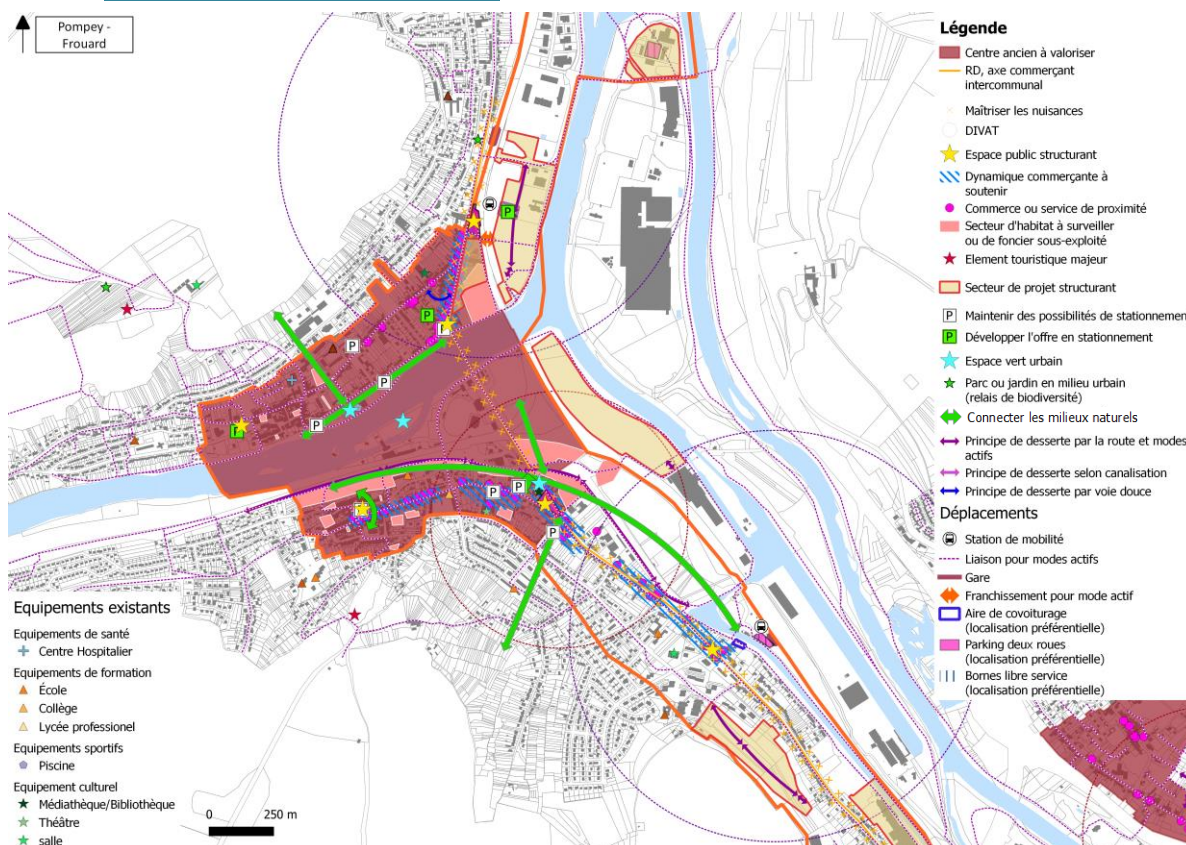 Pompey -
Frouard
Légende
Centre ancien à valoriser
RD, axe commerçant
intercommunal
Maîtriser les nuisances
DIVAT
Espace public structurant
Dynamique commerçante à
soutenir
Commerce ou service de proximité
Secteur d'habitat à surveiller
ou de foncier sous-exploité
Element touristique majeur
Secteur de projet structurant
P Maintenir des possibilités de stationnement
P Développer l'offre en stationnement
Espace vert urbain
Parc ou jardin en milieu urbain
(relais de biodiversité)
Connecter les milieux naturels
Principe de desserte par la route et modes
actifs
Principe de desserte selon canalisation
Principe de desserte par voie douce
Déplacements
Station de mobilité
Liaison pour modes actifs
Gare
Franchissement pour mode actif
Aire de covoiturage
(localisation préférentielle)
Parking deux roues
(localisation préférentielle)
Bornes libre service
(localisation préférentielle)
P
P
P
P
P
P
P
P
Equipements existants
Equipements de santé
Centre Hospitalier
Equipements de formation
École
Collège
Lycée professionel
Equipements sportifs
Piscine
Equipement culturel
Médiathèque/Bibliothèque
Théâtre
salle
0 250 m